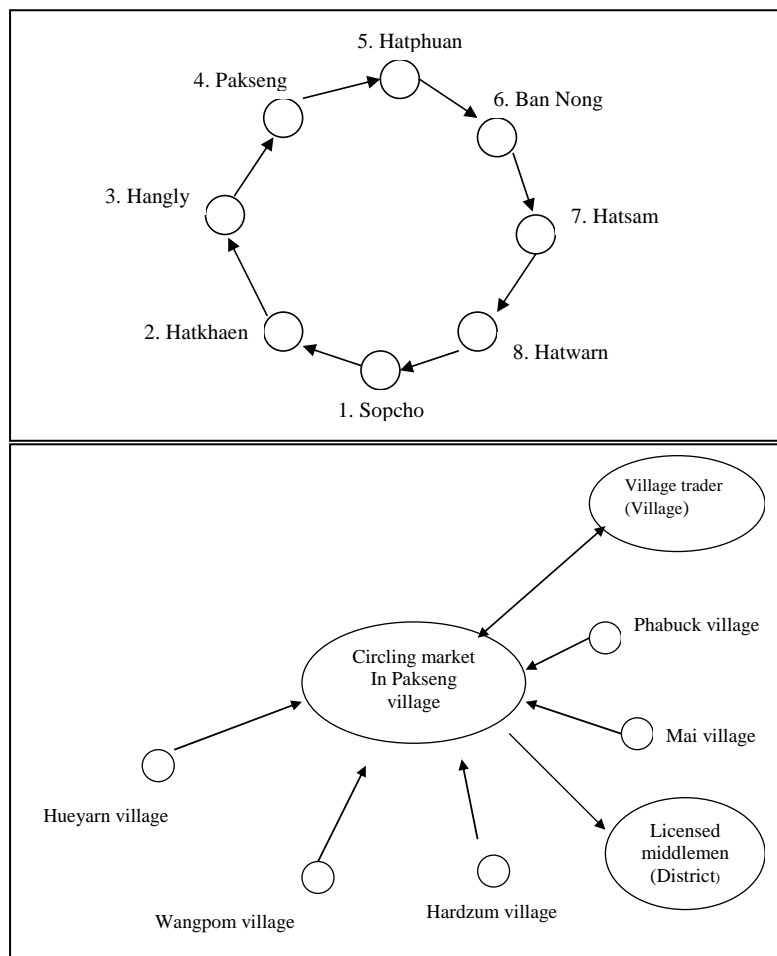 5. Hatphuan
4. Pakseng
6. Ban Nong
3. Hangly
7. Hatsam
2. Hatkhaen
8. Hatwarn
1. Sopcho
Village trader
(Village)
Phabuck village
Circling market
In Pakseng
village
Mai village
Hueyarn village
Licensed
middlemen
(District)
Wangpom village
Hardzum village